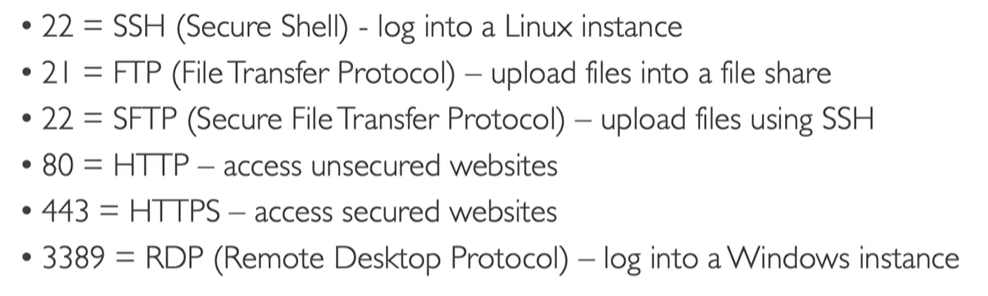 • 22 = SSH (Secure Shell) - log into a Linux instance
• 21 = FTP (File Transfer Protocol) – upload files into a file share
• 22 = SFTP (Secure File Transfer Protocol) – upload files using SSH
• 80 = HTTP – access unsecured websites
• 443 = HTTPS – access secured websites
• 3389 = RDP (Remote Desktop Protocol) – log into a Windows instance